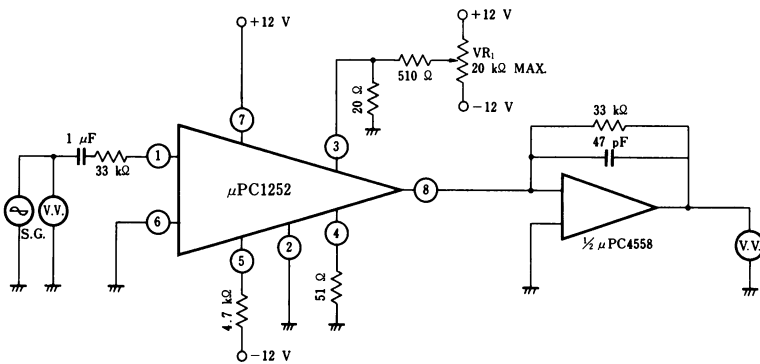 +12 V
+12 V
VR₁
20 kΩ MAX.
510 Ω
20 Ω
−12 V
7
3
33 kΩ
47 pF
1 μF
33 kΩ
1
μPC1252
8
V.V.
S.G.
6
5
2
4
½ μPC4558
V.V.
4.7 kΩ
51 Ω
−12 V